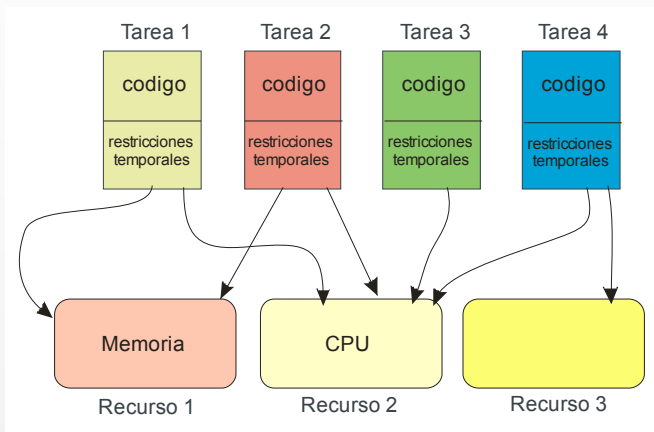 Tarea 1
Tarea 2
Tarea 3
Tarea 4
codigo
codigo
codigo
codigo
restricciones
temporales
restricciones
temporales
restricciones
temporales
restricciones
temporales
Memoria
CPU
Recurso 1
Recurso 2
Recurso 3